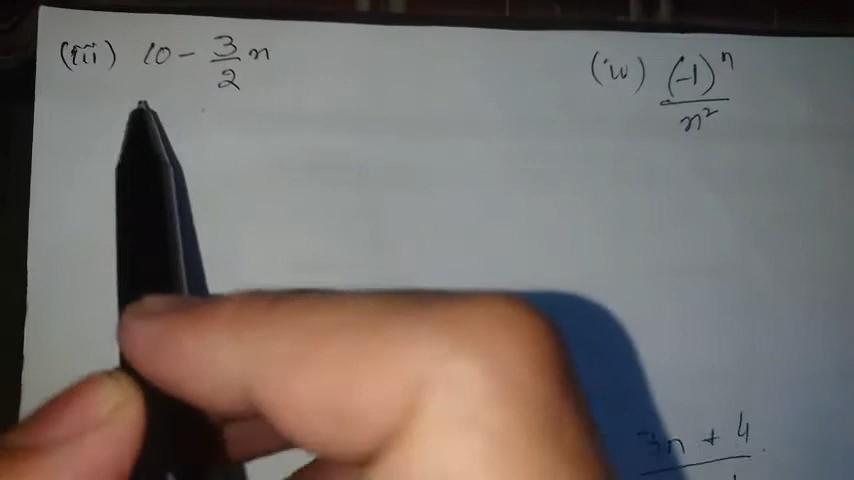 (iii) 10 - 3/2 n
(iv) (-1)^n / n^2
3n + 4